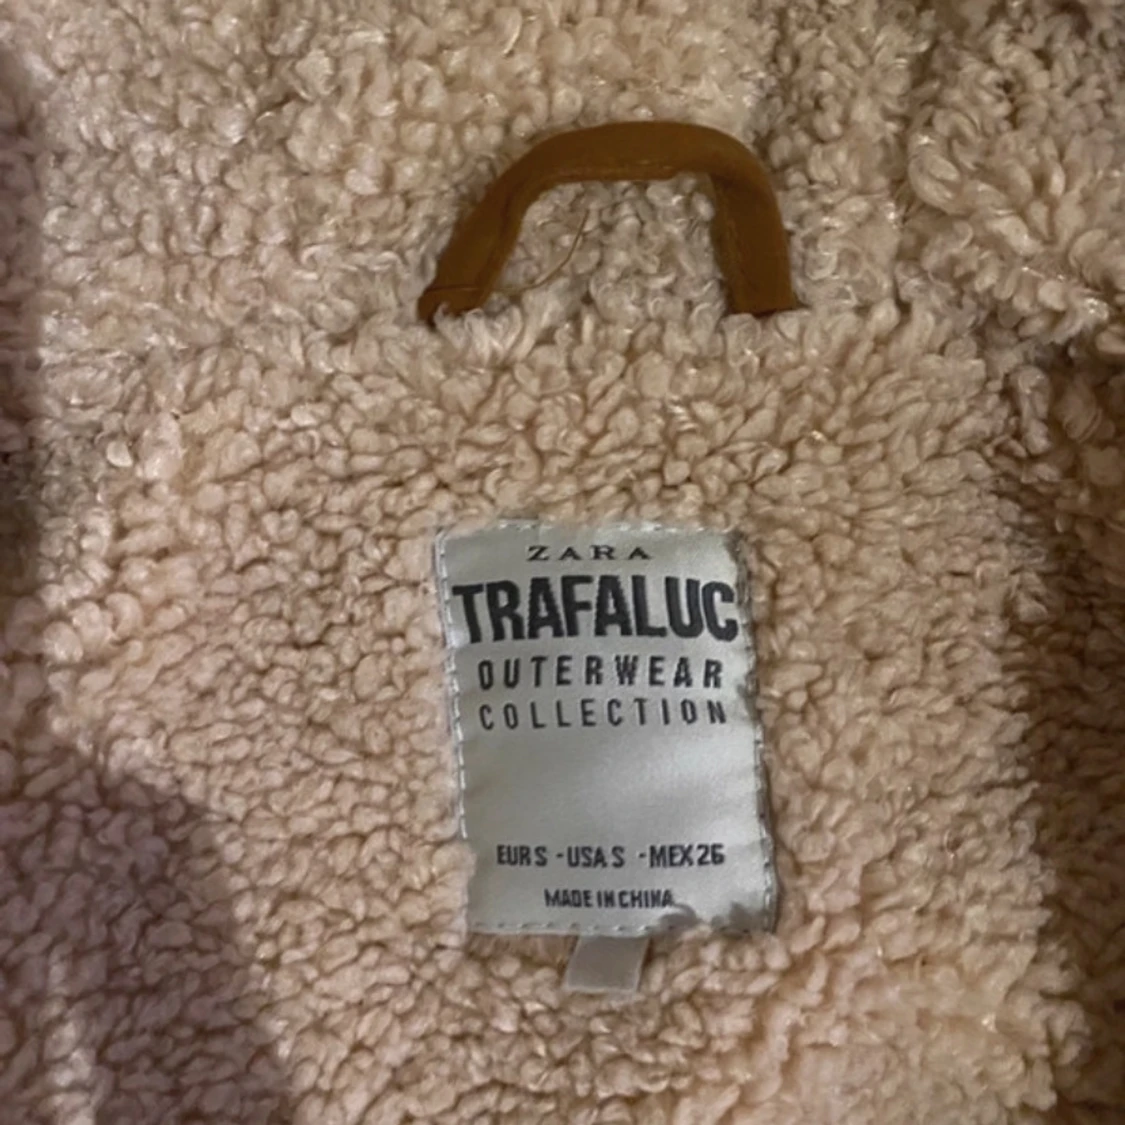 ZARA
TRAFALUC
OUTERWEAR
COLLECTION
EUR S - USA S - MEX 26
MADE IN CHINA